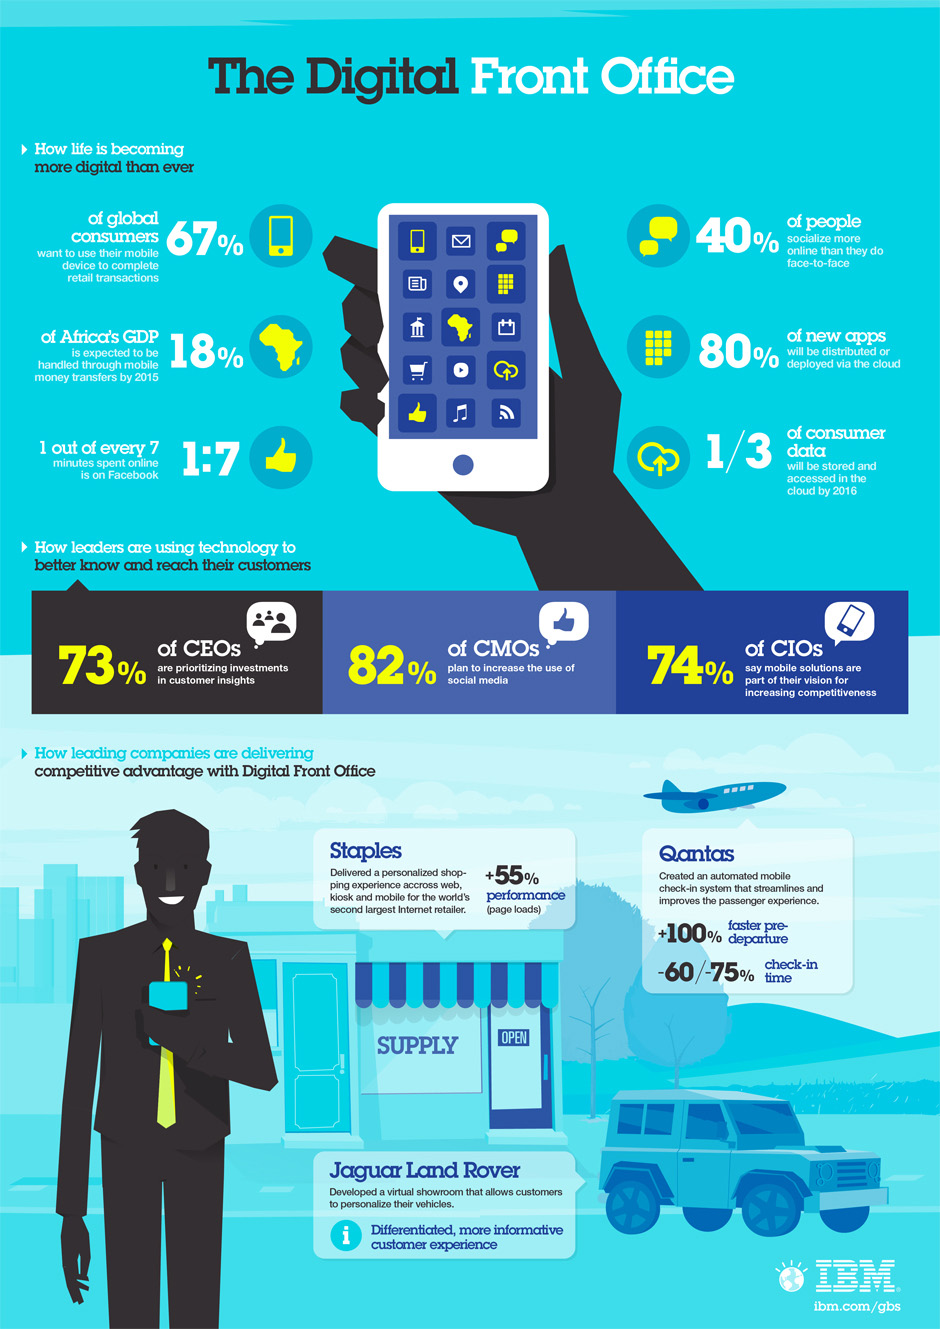 The Digital Front Office
How life is becoming
more digital than ever
of global
consumers
want to use their mobile
device to complete
retail transactions
67%
of Africa's GDP
is expected to be
handled through mobile
money transfers by 2015
18%
1 out of every 7
minutes spent online
is on Facebook
1:7
40%
of people
socialize more
online than they do
face-to-face
80%
of new apps
will be distributed or
deployed via the cloud
1/3
of consumer
data
will be stored and
accessed in the
cloud by 2016
How leaders are using technology to
better know and reach their customers
73%
of CEOs
are prioritizing investments
in customer insights
82%
of CMOs
plan to increase the use of
social media
74%
of CIOs
say mobile solutions are
part of their vision for
increasing competitiveness
How leading companies are delivering
competitive advantage with Digital Front Office
Staples
Delivered a personalized shop-
ping experience accross web,
kiosk and mobile for the world's
second largest Internet retailer.
+55%
performance
(page loads)
Qantas
Created an automated mobile
check-in system that streamlines and
improves the passenger experience.
+100% faster pre-
departure
-60/-75% check-in
time
SUPPLY
OPEN
Jaguar Land Rover
Developed a virtual showroom that allows customers
to personalize their vehicles.
i
Differentiated, more informative
customer experience
IBM.
ibm.com/gbs